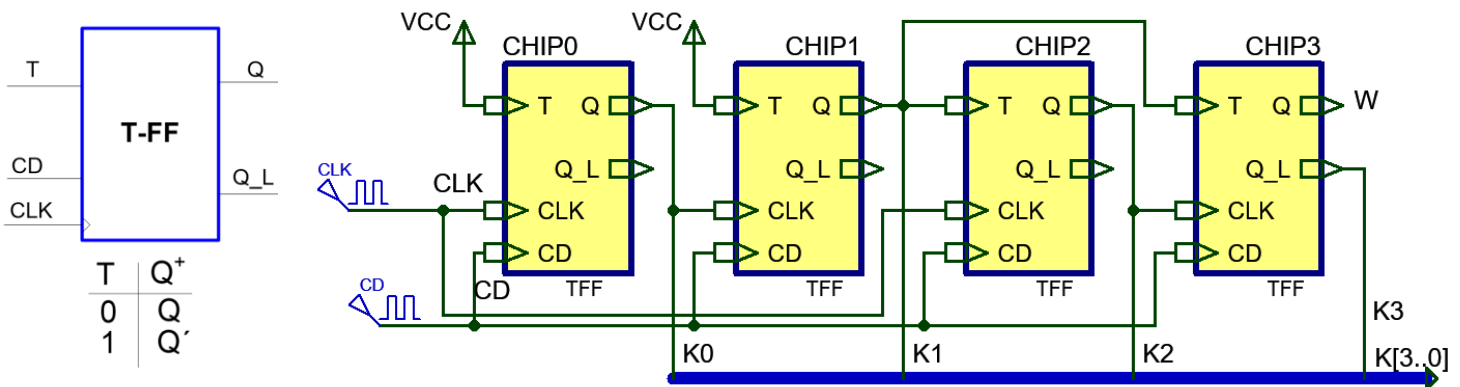 T
Q
T-FF
CD
Q_L
CLK
T Q⁺
0 Q
1 Q´
VCC
VCC
CHIP0
CHIP1
CHIP2
CHIP3
T Q
T Q
T Q
T Q
W
Q_L
Q_L
Q_L
Q_L
CLK
CLK
CLK
CLK
CLK
CLK
CD
CD
CD
CD
CD
CD
TFF
TFF
TFF
TFF
K0
K1
K2
K3
K[3..0]